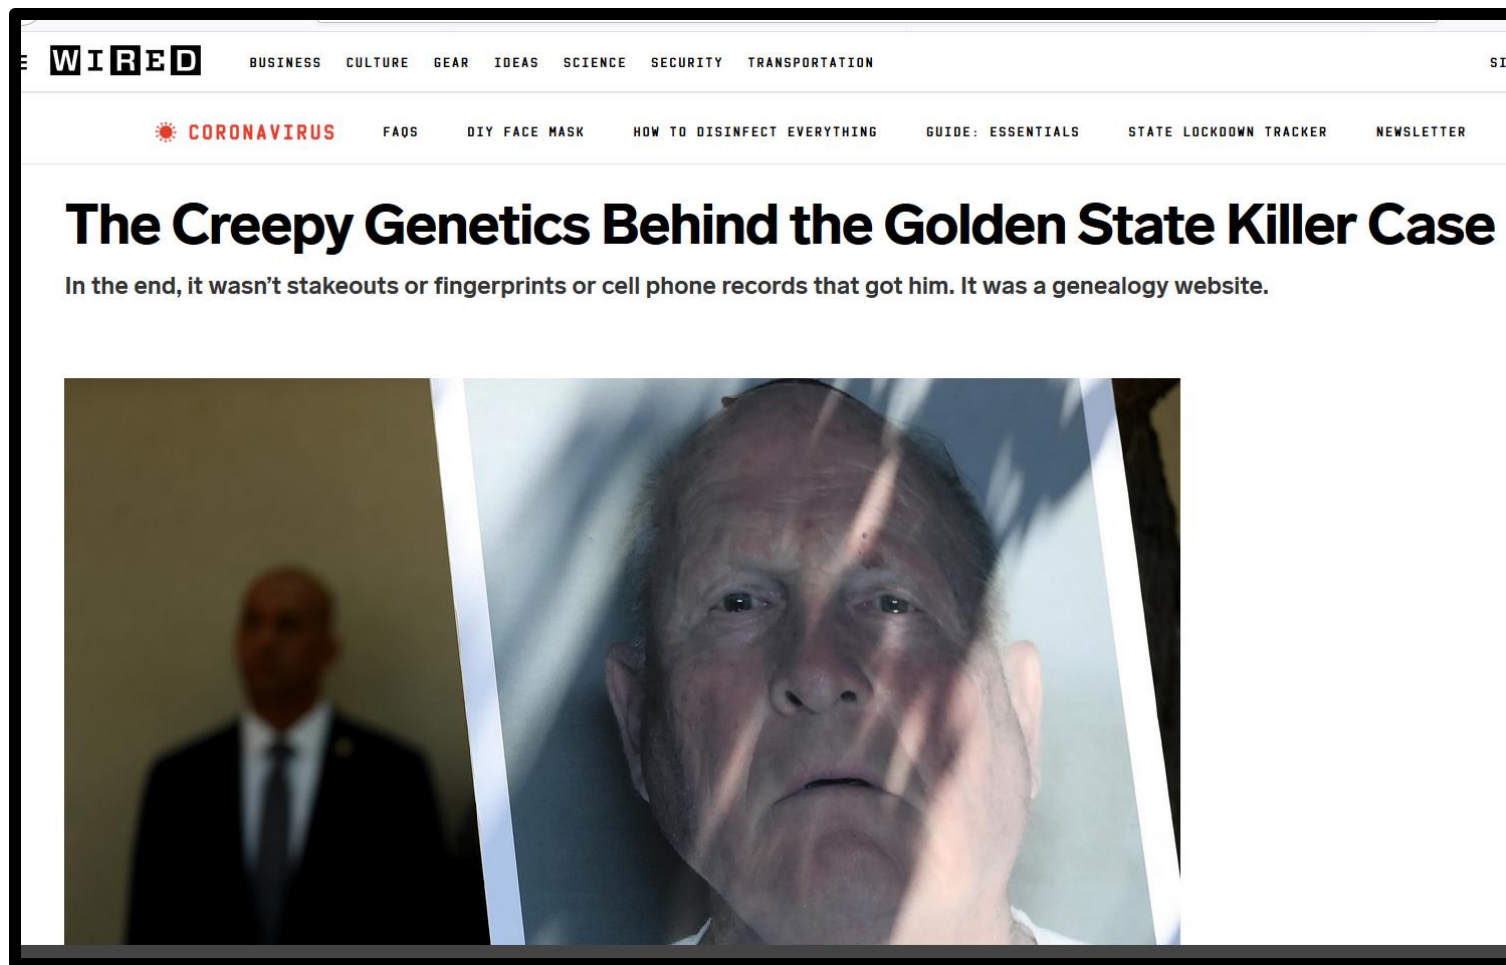 WIRED BUSINESS CULTURE GEAR IDEAS SCIENCE SECURITY TRANSPORTATION
CORONAVIRUS FAQS DIY FACE MASK HOW TO DISINFECT EVERYTHING GUIDE: ESSENTIALS STATE LOCKDOWN TRACKER NEWSLETTER
The Creepy Genetics Behind the Golden State Killer Case
In the end, it wasn’t stakeouts or fingerprints or cell phone records that got him. It was a genealogy website.